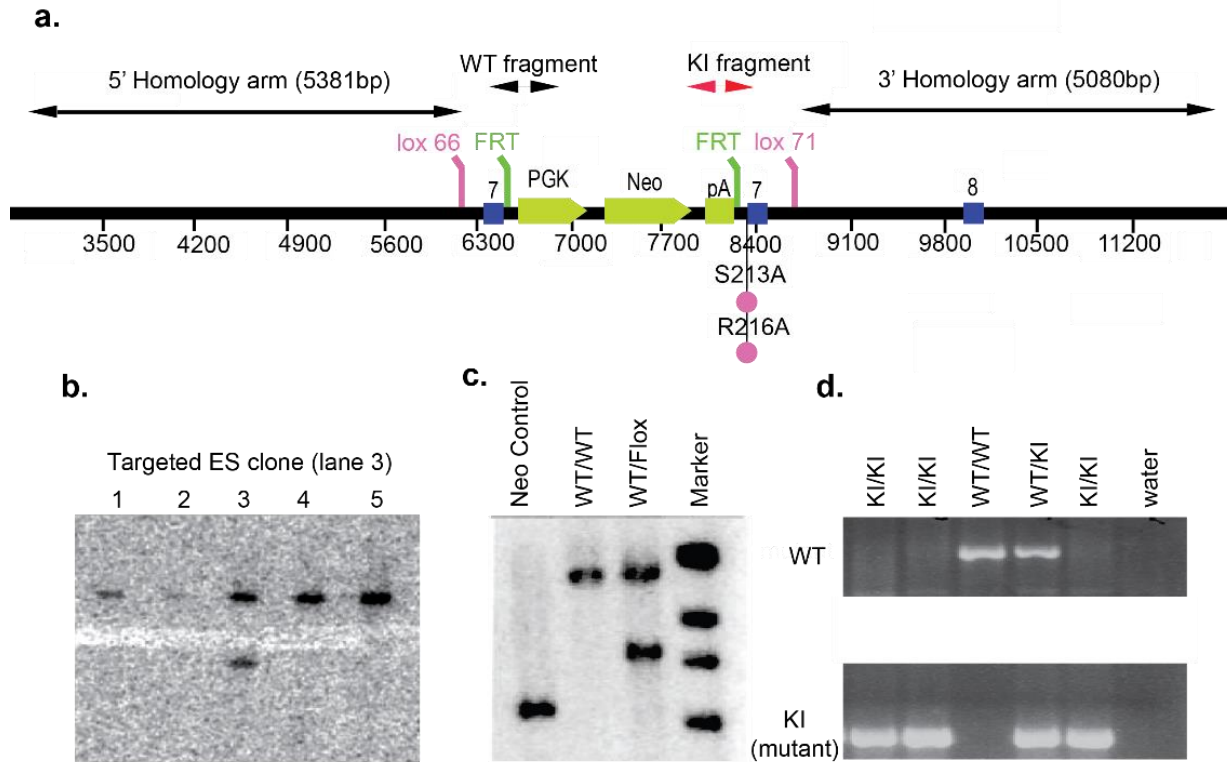 a.
WT fragment
KI fragment
5' Homology arm (5381bp)
3' Homology arm (5080bp)
lox 66
FRT
FRT
lox 71
7
PGK
Neo
pA
7
8
3500
4200
4900
5600
6300
7000
7700
8400
9100
9800
10500
11200
S213A
R216A
b.
Targeted ES clone (lane 3)
1 2 3 4 5
c.
Neo Control
WT/WT
WT/Flox
Marker
d.
KI/KI
KI/KI
WT/WT
WT/KI
KI/KI
water
WT
KI
(mutant)